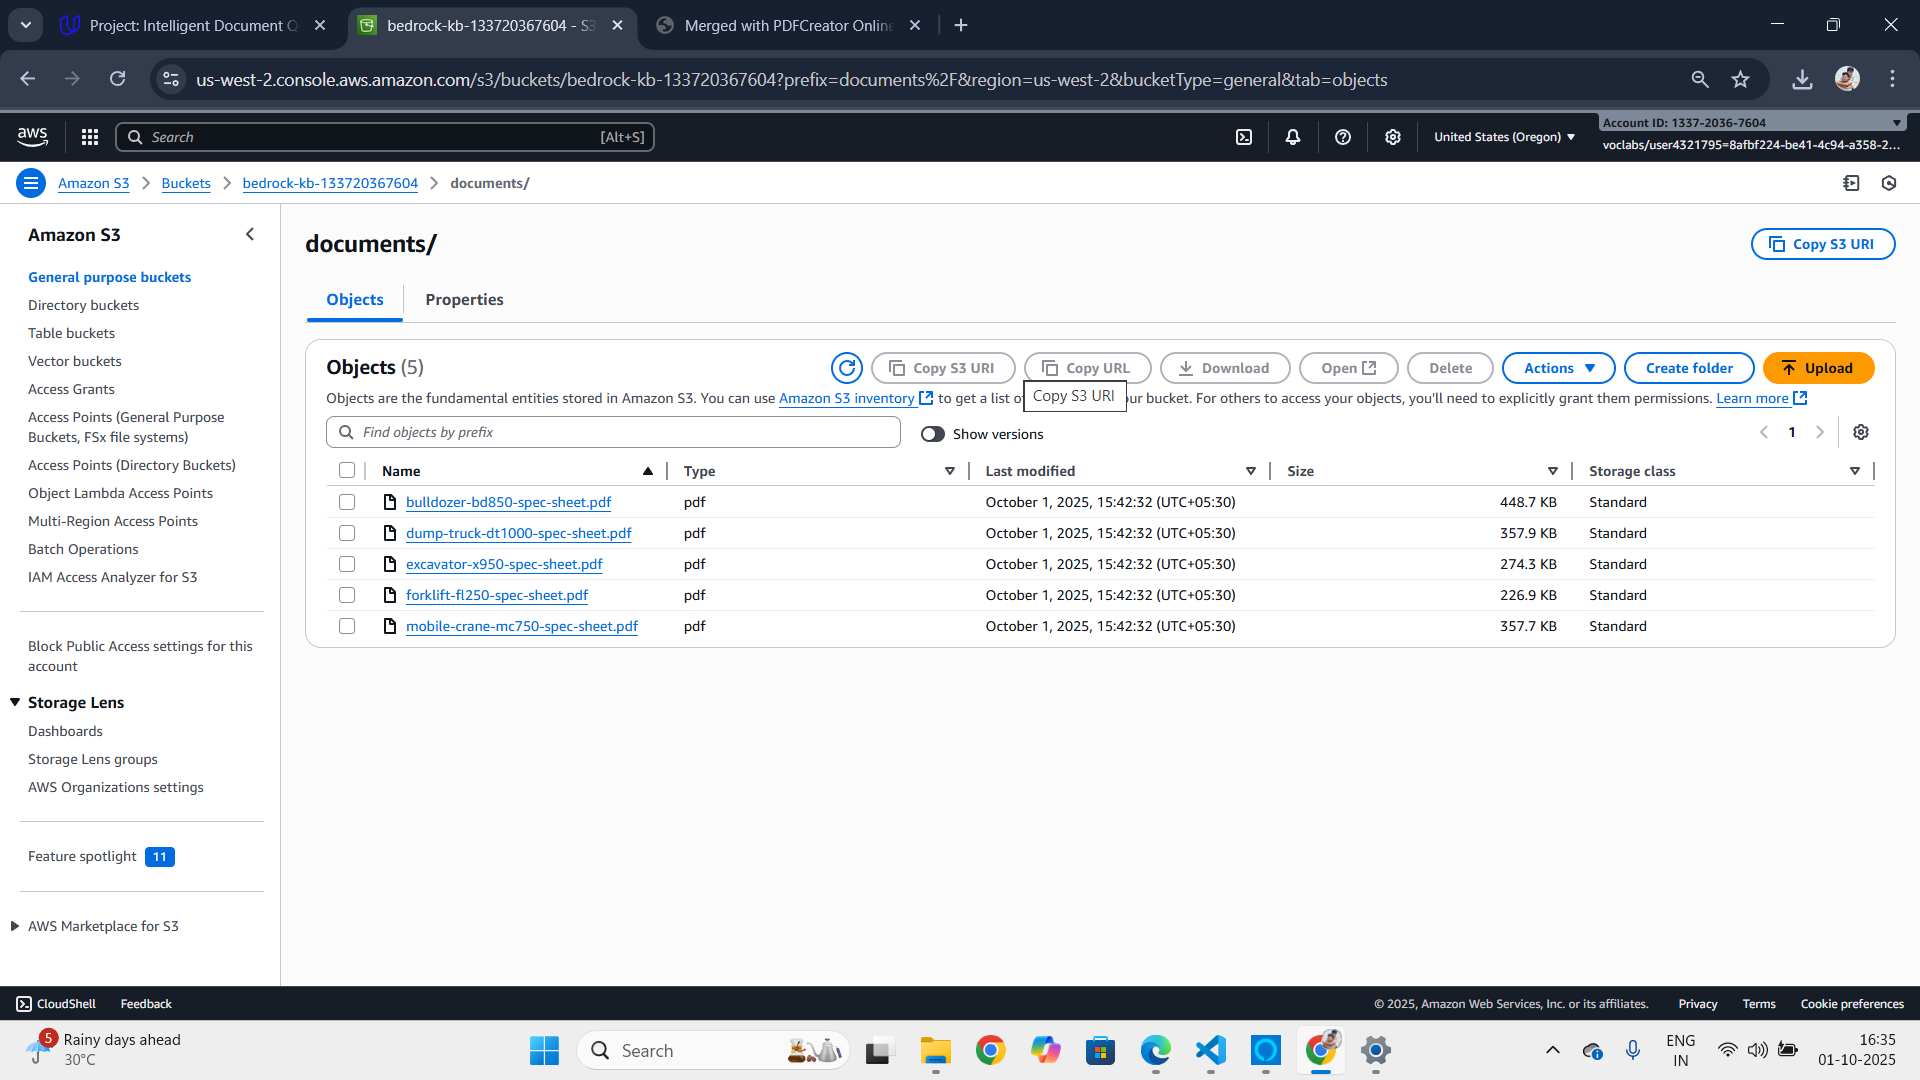 Project: Intelligent Document Q
bedrock-kb-133720367604 - S3
Merged with PDFCreator Online
us-west-2.console.aws.amazon.com/s3/buckets/bedrock-kb-133720367604?prefix=documents%2F&region=us-west-2&bucketType=general&tab=objects
aws
Search
[Alt+S]
United States (Oregon)
Account ID: 1337-2036-7604
voclabs/user4321795=8afbf224-be41-4c94-a358-2...
Amazon S3
Buckets
bedrock-kb-133720367604
documents/
Amazon S3
General purpose buckets
Directory buckets
Table buckets
Vector buckets
Access Grants
Access Points (General Purpose
Buckets, FSx file systems)
Access Points (Directory Buckets)
Object Lambda Access Points
Multi-Region Access Points
Batch Operations
IAM Access Analyzer for S3
Block Public Access settings for this
account
Storage Lens
Dashboards
Storage Lens groups
AWS Organizations settings
Feature spotlight 11
AWS Marketplace for S3
documents/
Copy S3 URI
Objects
Properties
Objects (5)
Copy S3 URI
Copy URL
Download
Open
Delete
Actions
Create folder
Upload
Objects are the fundamental entities stored in Amazon S3. You can use Amazon S3 inventory to get a list of your bucket. For others to access your objects, you'll need to explicitly grant them permissions. Learn more
Copy S3 URI
Find objects by prefix
Show versions
1
Name Type Last modified Size Storage class
bulldozer-bd850-spec-sheet.pdf pdf October 1, 2025, 15:42:32 (UTC+05:30) 448.7 KB Standard
dump-truck-dt1000-spec-sheet.pdf pdf October 1, 2025, 15:42:32 (UTC+05:30) 357.9 KB Standard
excavator-x950-spec-sheet.pdf pdf October 1, 2025, 15:42:32 (UTC+05:30) 274.3 KB Standard
forklift-fl250-spec-sheet.pdf pdf October 1, 2025, 15:42:32 (UTC+05:30) 226.9 KB Standard
mobile-crane-mc750-spec-sheet.pdf pdf October 1, 2025, 15:42:32 (UTC+05:30) 357.7 KB Standard
CloudShell
Feedback
© 2025, Amazon Web Services, Inc. or its affiliates.
Privacy
Terms
Cookie preferences
5
Rainy days ahead
30°C
Search
ENG
IN
16:35
01-10-2025